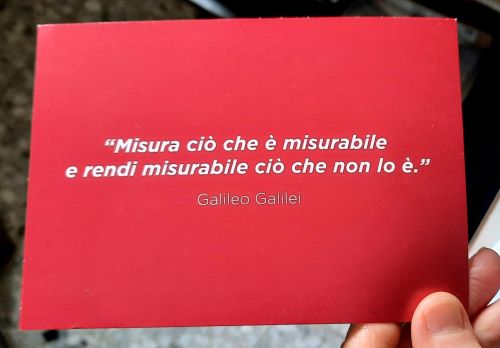 “Misura ciò che è misurabile
e rendi misurabile ciò che non lo è.”
Galileo Galilei